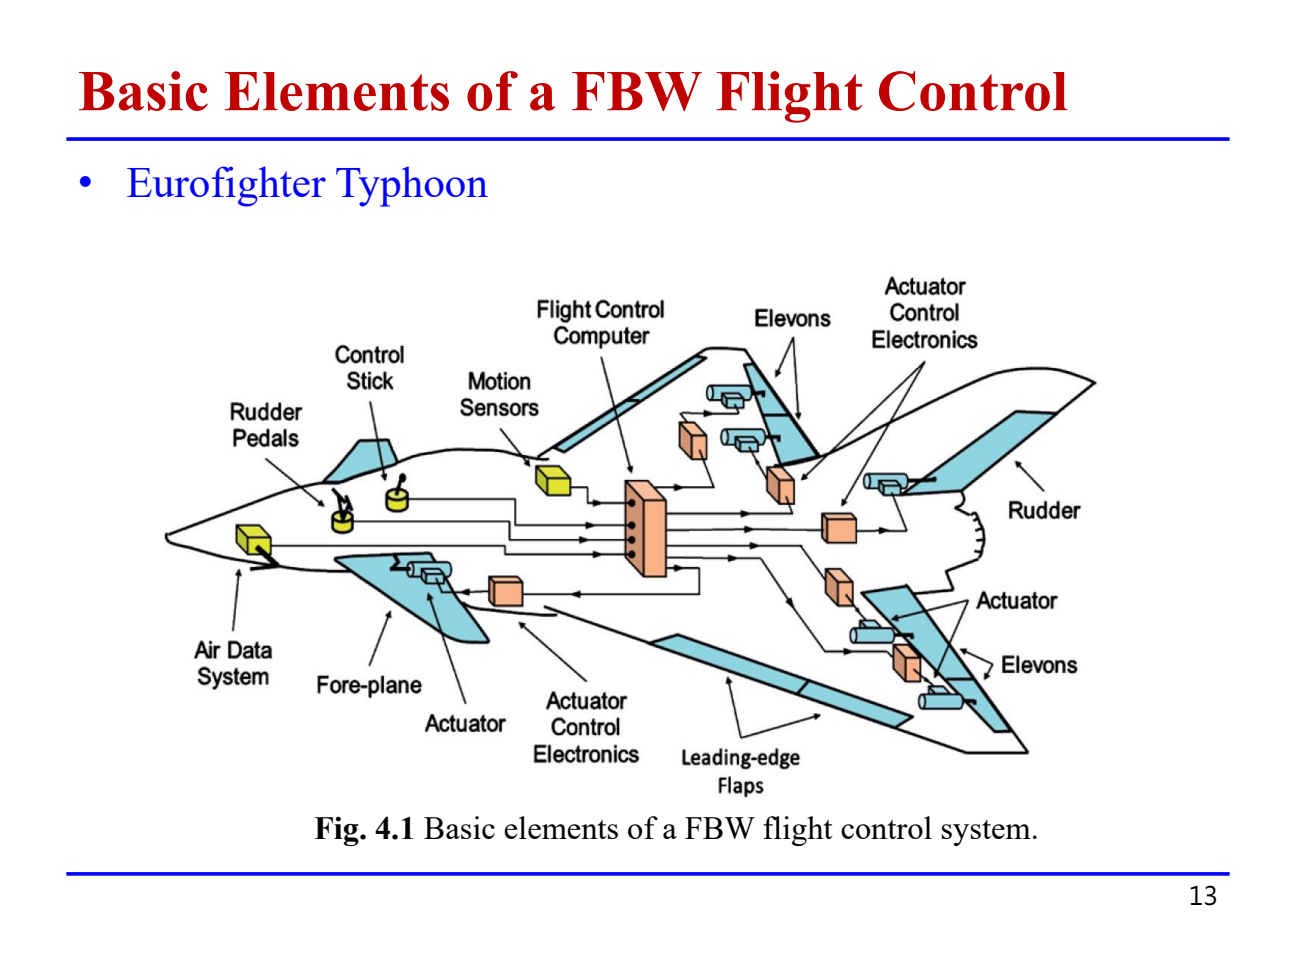 Basic Elements of a FBW Flight Control
• Eurofighter Typhoon
Actuator
Control
Electronics
Flight Control
Computer
Elevons
Control
Stick
Motion
Sensors
Rudder
Pedals
Rudder
Actuator
Elevons
Air Data
System
Fore-plane
Actuator
Actuator
Control
Electronics
Leading-edge
Flaps
Fig. 4.1 Basic elements of a FBW flight control system.
13